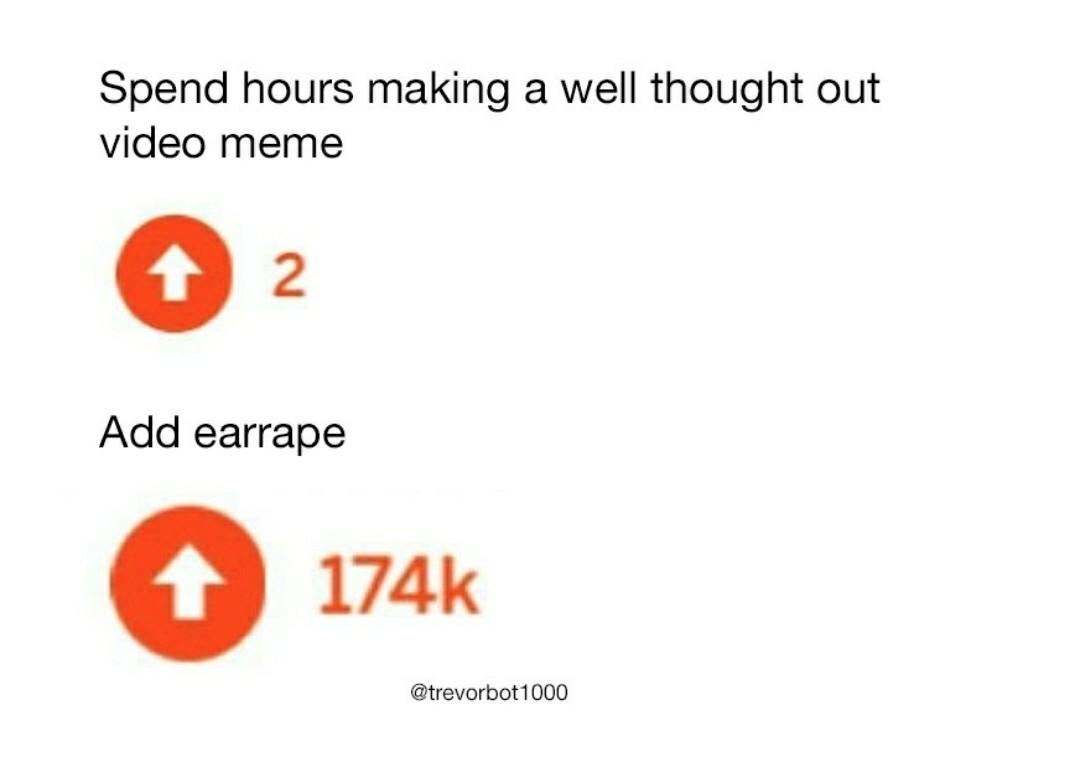 Spend hours making a well thought out
video meme
2
Add earrape
174k
@trevorbot1000